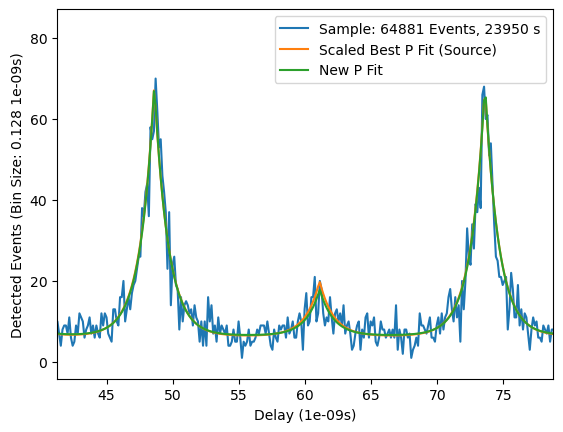 Sample: 64881 Events, 23950 s
Scaled Best P Fit (Source)
New P Fit
80
60
40
20
0
Detected Events (Bin Size: 0.128 1e-09s)
45 50 55 60 65 70 75
Delay (1e-09s)